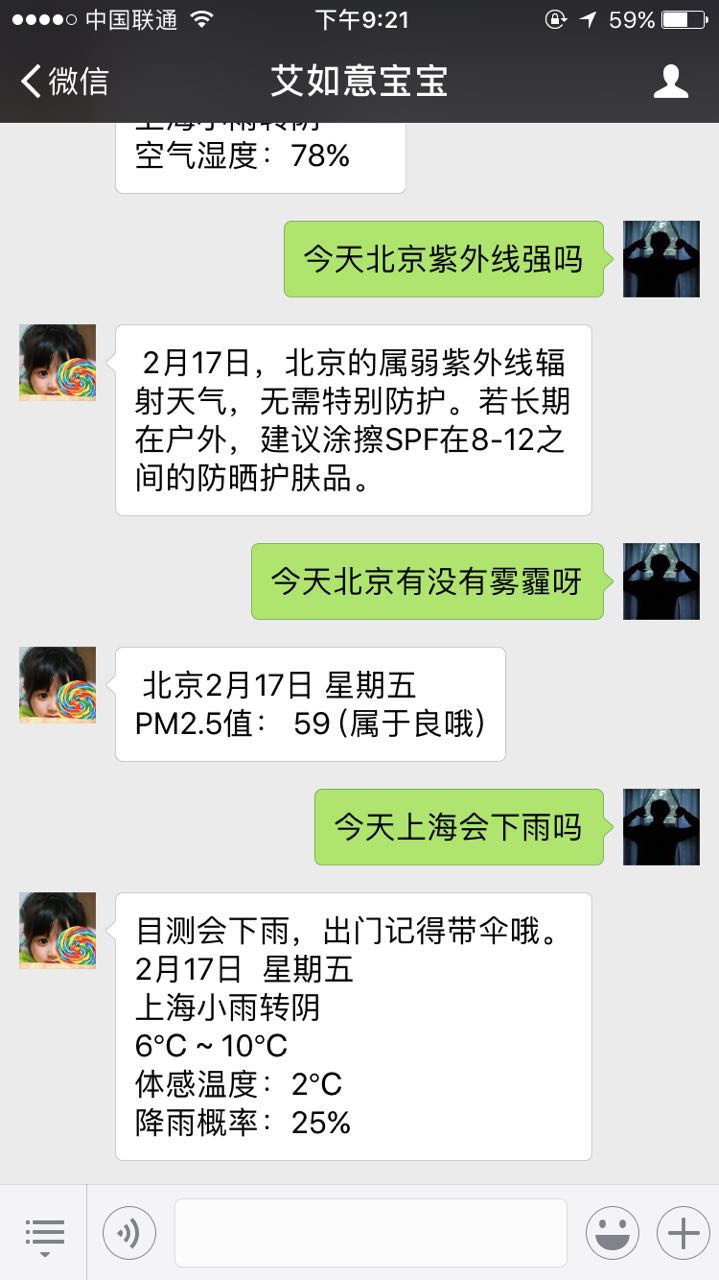 中国联通
下午9:21
59%
微信
艾如意宝宝
空气湿度：78%
今天北京紫外线强吗
2月17日，北京的属弱紫外线辐
射天气，无需特别防护。若长期
在户外，建议涂擦SPF在8-12之
间的防晒护肤品。
今天北京有没有雾霾呀
北京2月17日 星期五
PM2.5值： 59(属于良哦)
今天上海会下雨吗
目测会下雨，出门记得带伞哦。
2月17日 星期五
上海小雨转阴
6℃ ~ 10℃
体感温度：2℃
降雨概率：25%